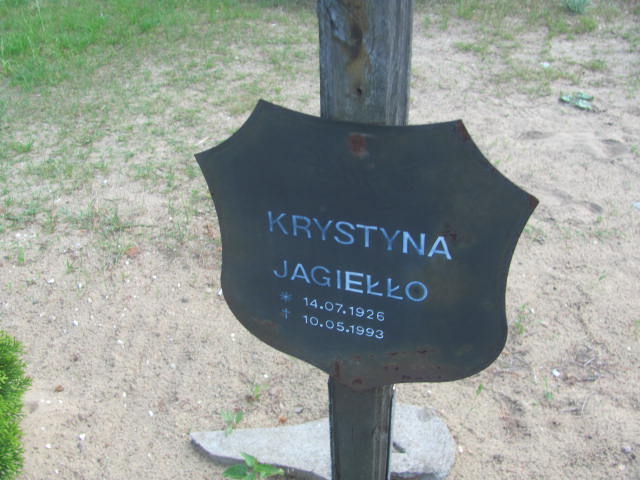 KRYSTYNA
JAGIEŁŁO
* 14.07.1926
† 10.05.1993